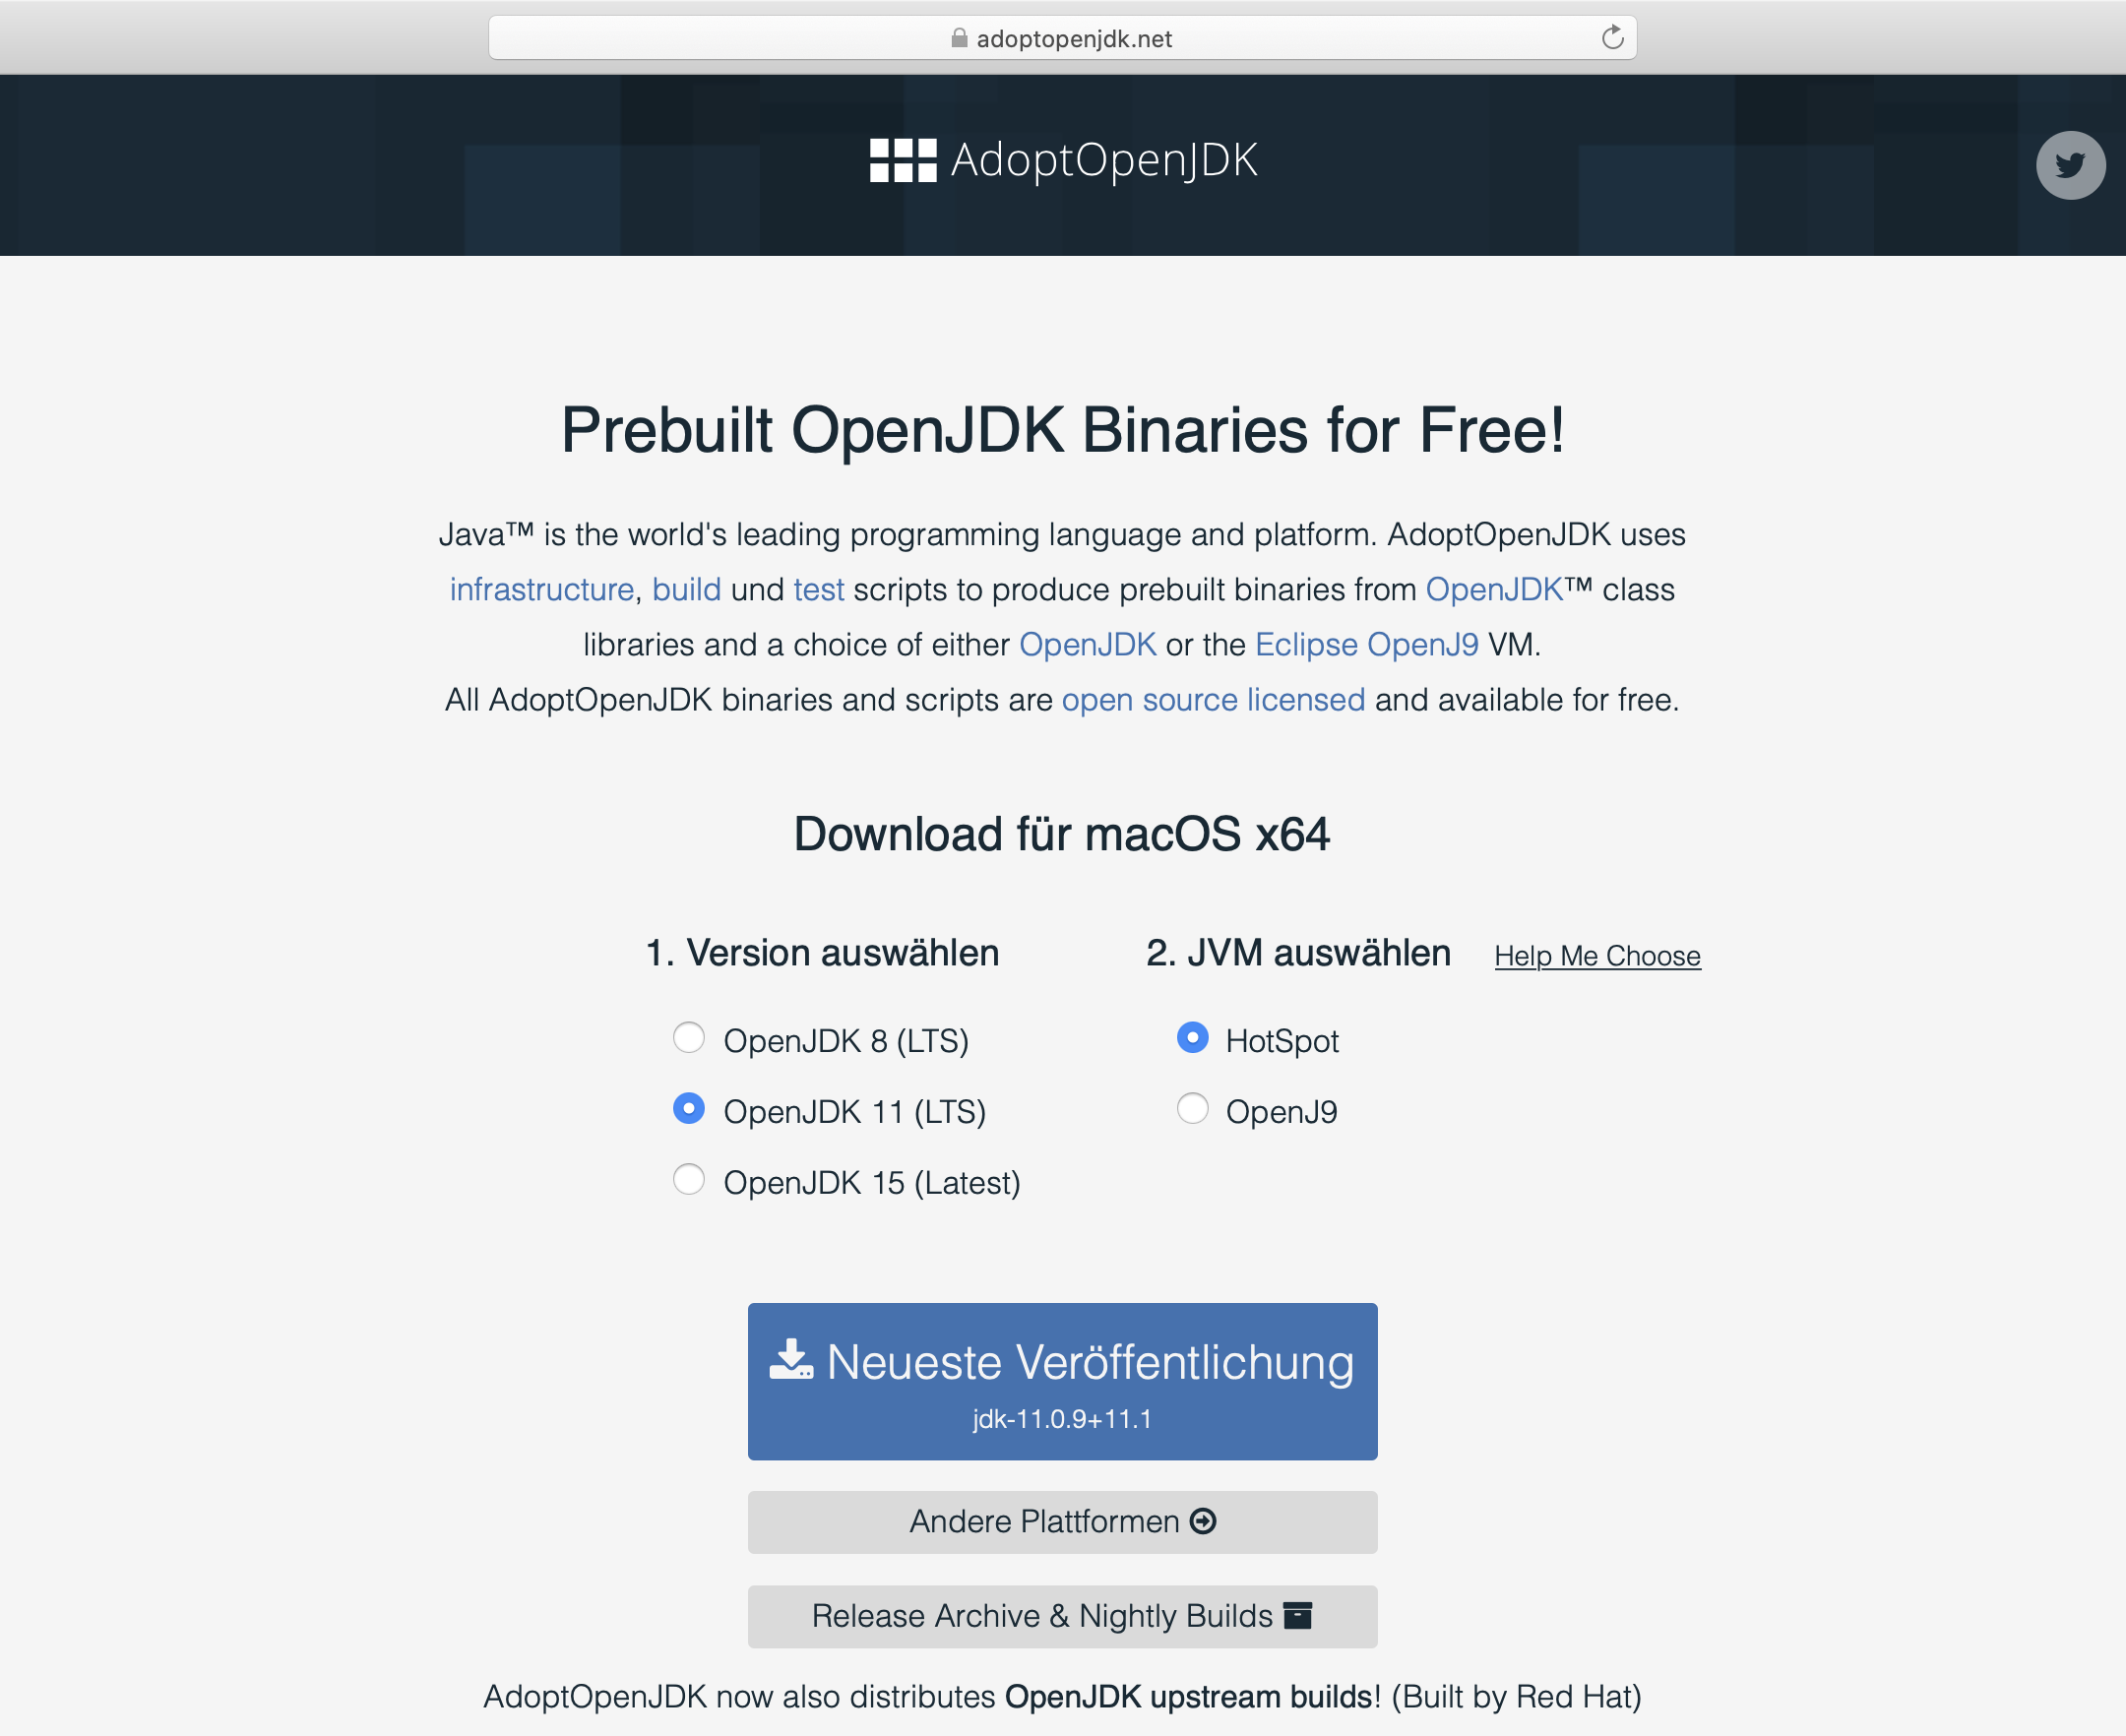 adoptopenjdk.net
AdoptOpenJDK
Prebuilt OpenJDK Binaries for Free!
Java™ is the world's leading programming language and platform. AdoptOpenJDK uses
infrastructure, build und test scripts to produce prebuilt binaries from OpenJDK™ class
libraries and a choice of either OpenJDK or the Eclipse OpenJ9 VM.
All AdoptOpenJDK binaries and scripts are open source licensed and available for free.
Download für macOS x64
1. Version auswählen
OpenJDK 8 (LTS)
OpenJDK 11 (LTS)
OpenJDK 15 (Latest)
2. JVM auswählen Help Me Choose
HotSpot
OpenJ9
Neueste Veröffentlichung
jdk-11.0.9+11.1
Andere Plattformen
Release Archive & Nightly Builds
AdoptOpenJDK now also distributes OpenJDK upstream builds! (Built by Red Hat)